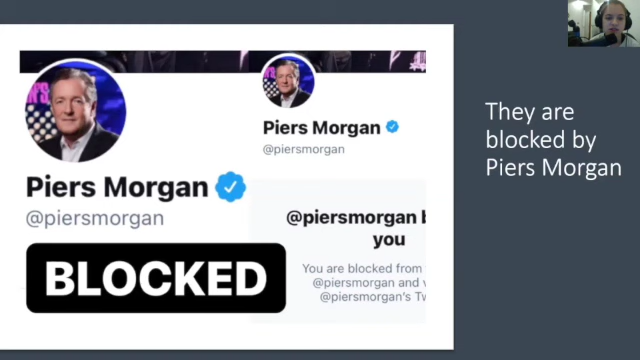 Piers Morgan
@piersmorgan
BLOCKED
Piers Morgan
@piersmorgan
@piersmorgan b
you
You are blocked from
@piersmorgan and v
@piersmorgan's Tw
They are
blocked by
Piers Morgan